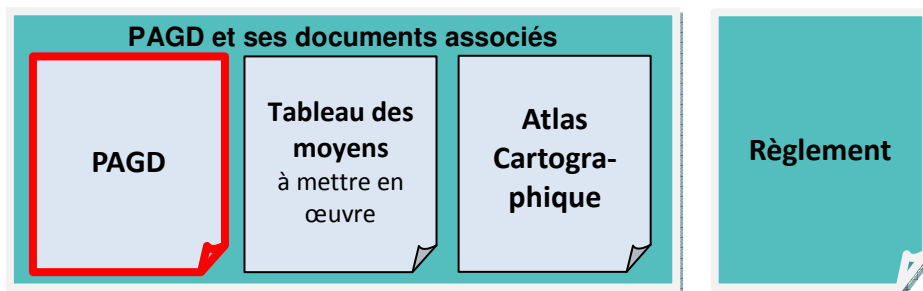 PAGD et ses documents associés
PAGD
Tableau des
moyens
à mettre en
œuvre
Atlas
Cartogra-
phique
Règlement